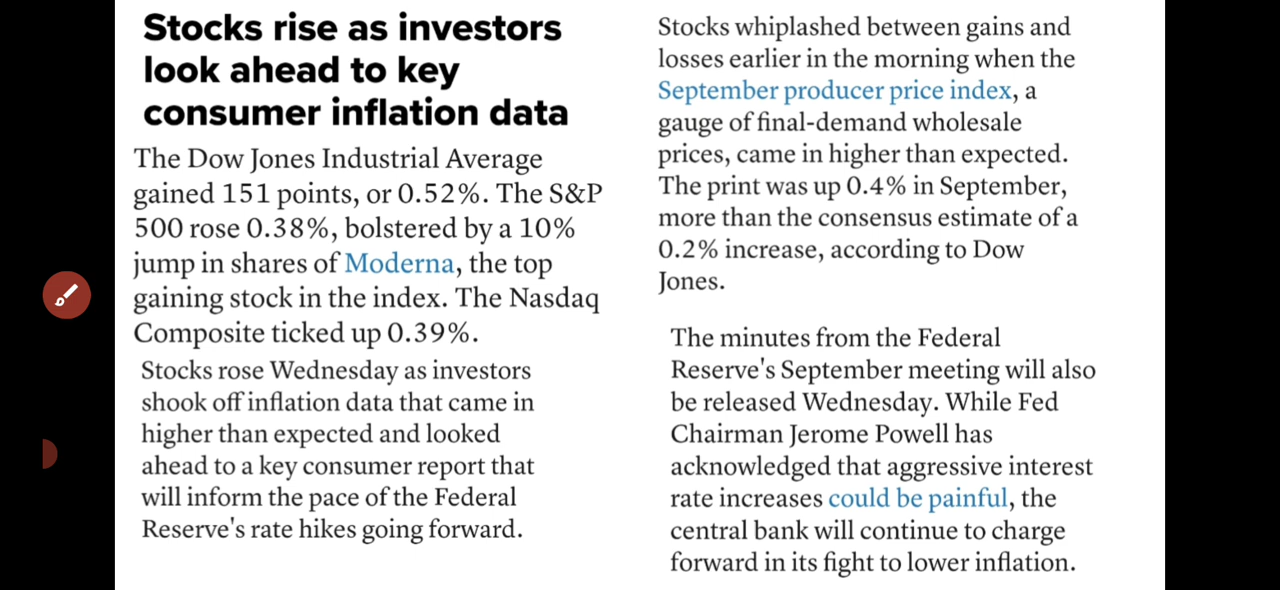 Stocks rise as investors
look ahead to key
consumer inflation data
The Dow Jones Industrial Average
gained 151 points, or 0.52%. The S&P
500 rose 0.38%, bolstered by a 10%
jump in shares of Moderna, the top
gaining stock in the index. The Nasdaq
Composite ticked up 0.39%.
Stocks rose Wednesday as investors
shook off inflation data that came in
higher than expected and looked
ahead to a key consumer report that
will inform the pace of the Federal
Reserve's rate hikes going forward.
Stocks whiplashed between gains and
losses earlier in the morning when the
September producer price index, a
gauge of final-demand wholesale
prices, came in higher than expected.
The print was up 0.4% in September,
more than the consensus estimate of a
0.2% increase, according to Dow
Jones.
The minutes from the Federal
Reserve's September meeting will also
be released Wednesday. While Fed
Chairman Jerome Powell has
acknowledged that aggressive interest
rate increases could be painful, the
central bank will continue to charge
forward in its fight to lower inflation.